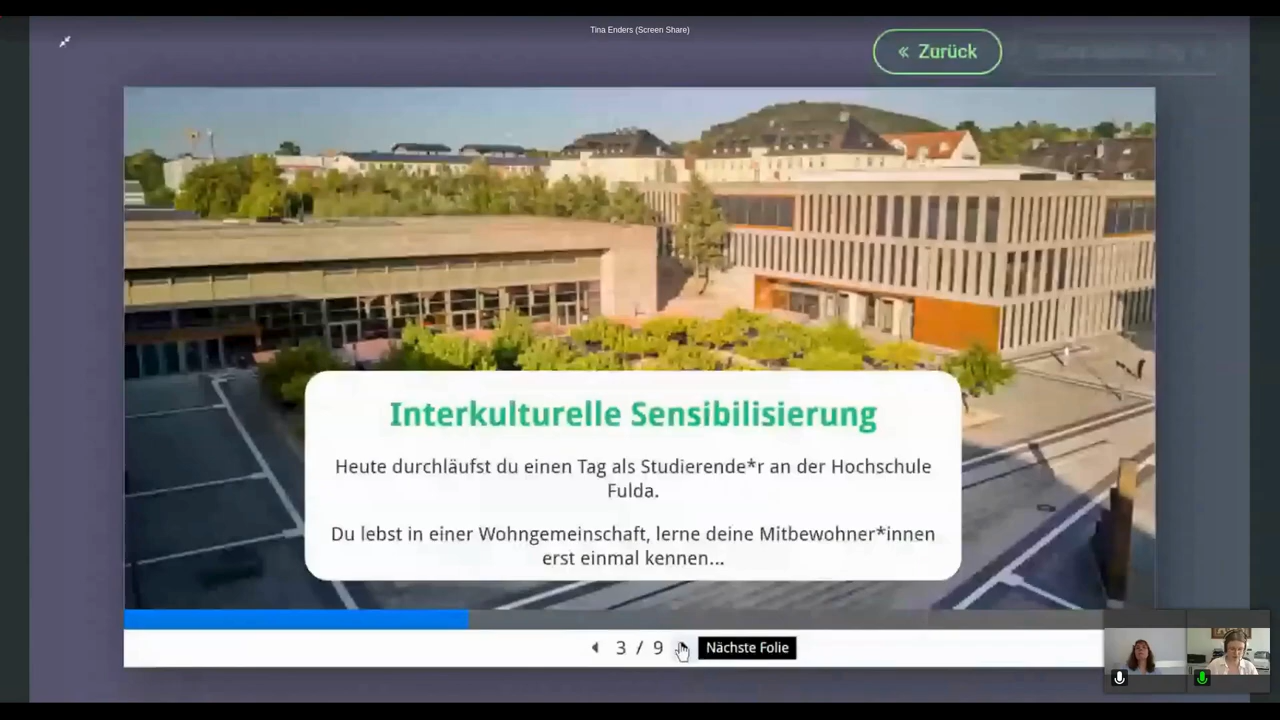 Tina Enders (Screen Share)
« Zurück
Interkulturelle Sensibilisierung
Heute durchläufst du einen Tag als Studierende*r an der Hochschule
Fulda.
Du lebst in einer Wohngemeinschaft, lerne deine Mitbewohner*innen
erst einmal kennen...
3 / 9
Nächste Folie